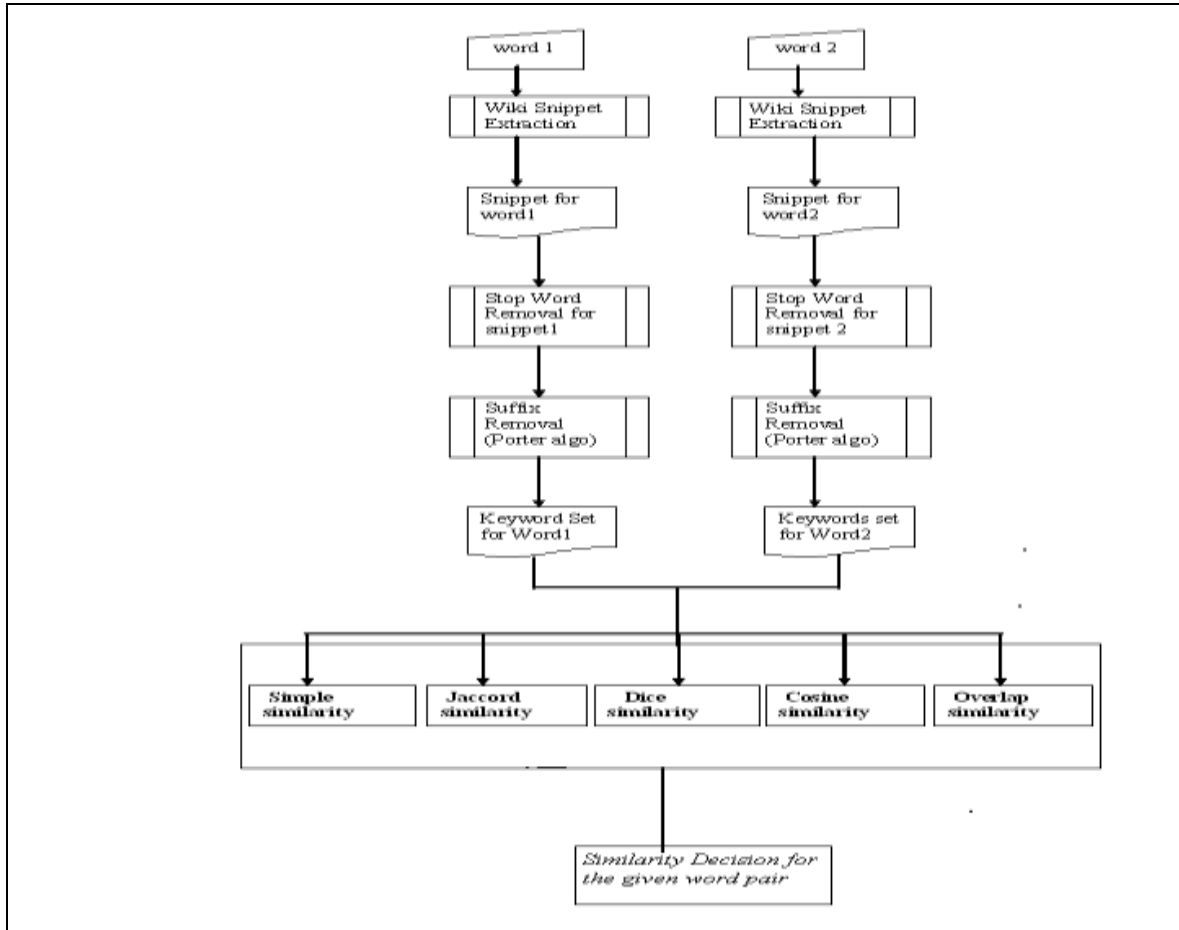 word 1
word 2
Wiki Snippet
Extraction
Wiki Snippet
Extraction
Snippet for
word1
Snippet for
word2
Stop Word
Removal for
snippet1
Stop Word
Removal for
snippet 2
Suffix
Removal
(Porter algo)
Suffix
Removal
(Porter algo)
Keyword Set
for Word1
Keywords set
for Word2
Simple
similarity
Jaccord
similarity
Dice
similarity
Cosine
similarity
Overlap
similarity
Similarity Decision for
the given word pair